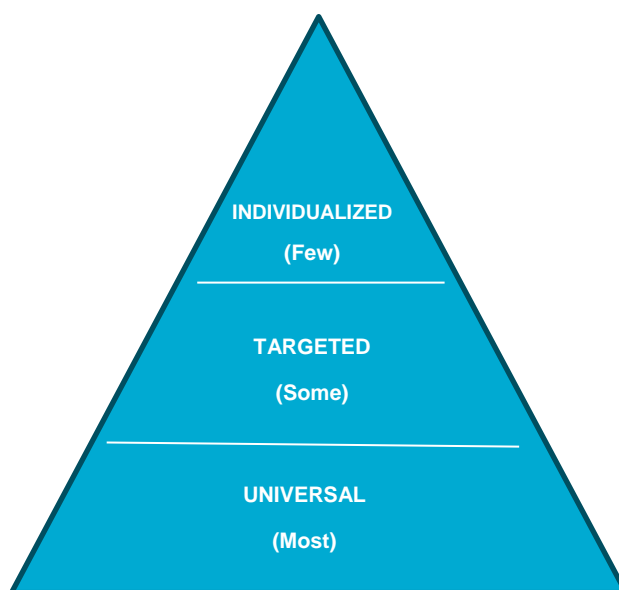 INDIVIDUALIZED
(Few)
TARGETED
(Some)
UNIVERSAL
(Most)